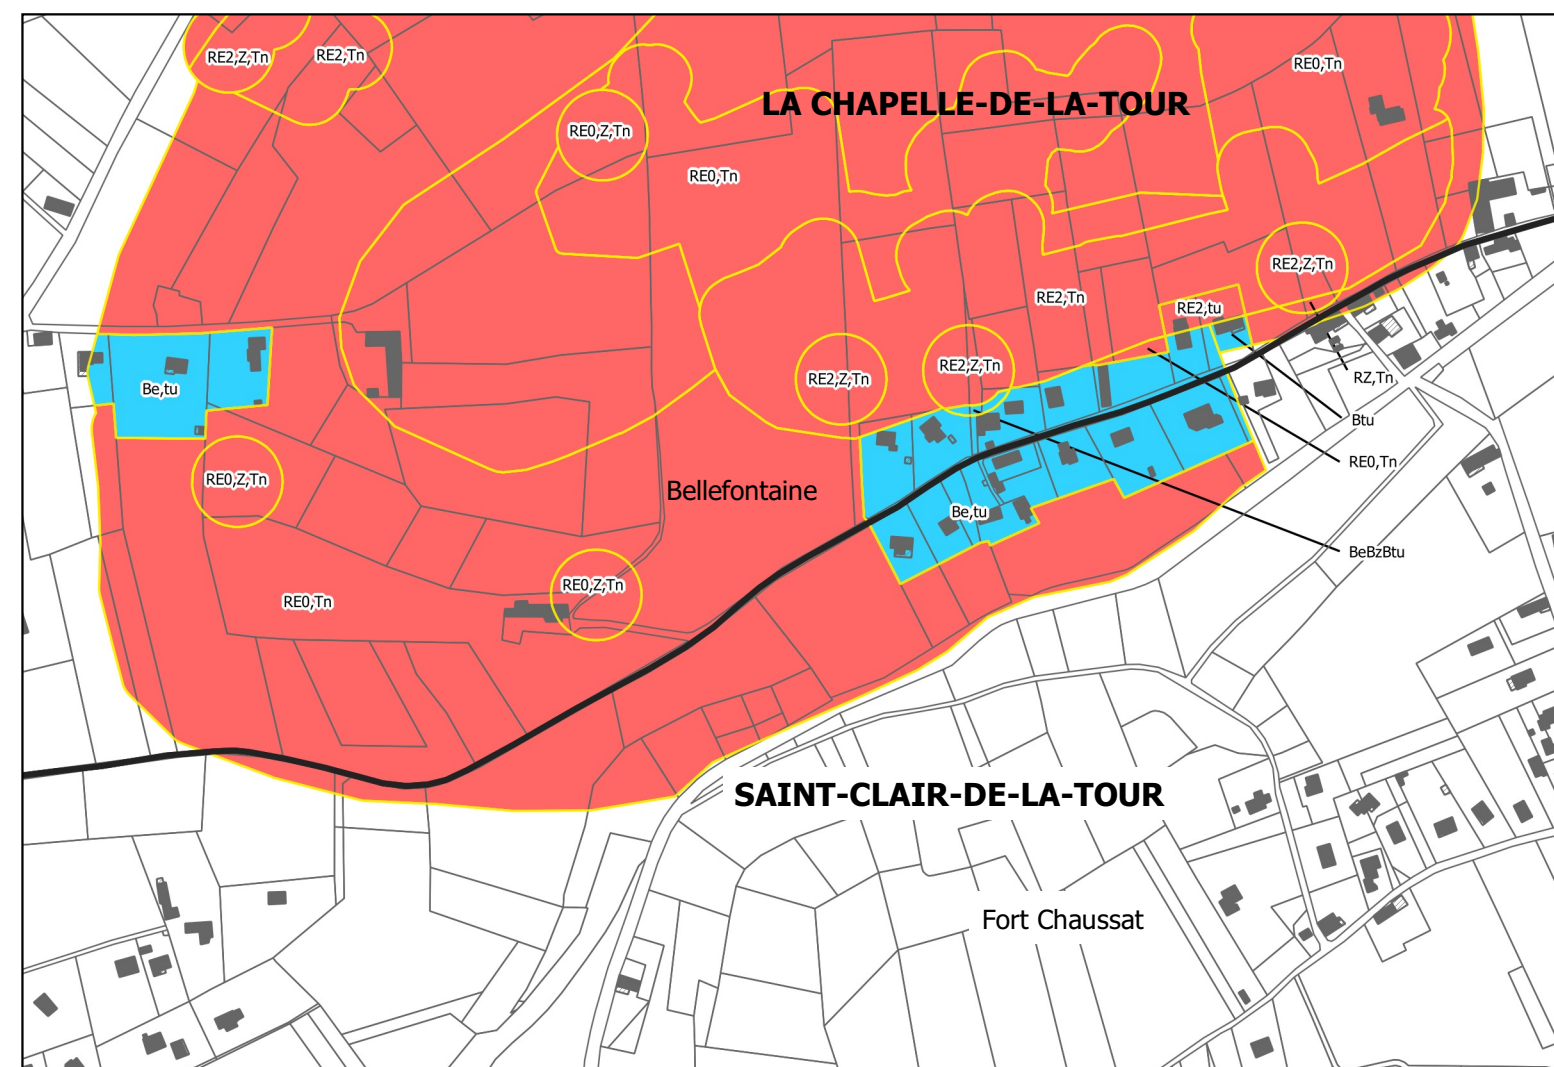 RE2,Z,Tn
RE2,Tn
RE0,Tn
LA CHAPELLE-DE-LA-TOUR
RE0,Z,Tn
RE0,Tn
RE2,Z,Tn
RE2,Tn
RE2,tu
RE2,Z,Tn
RE2,Z,Tn
RZ,Tn
Be,tu
Btu
RE0,Tn
RE0,Z,Tn
Bellefontaine
Be,tu
BeBzBtu
RE0,Z,Tn
RE0,Tn
SAINT-CLAIR-DE-LA-TOUR
Fort Chaussat